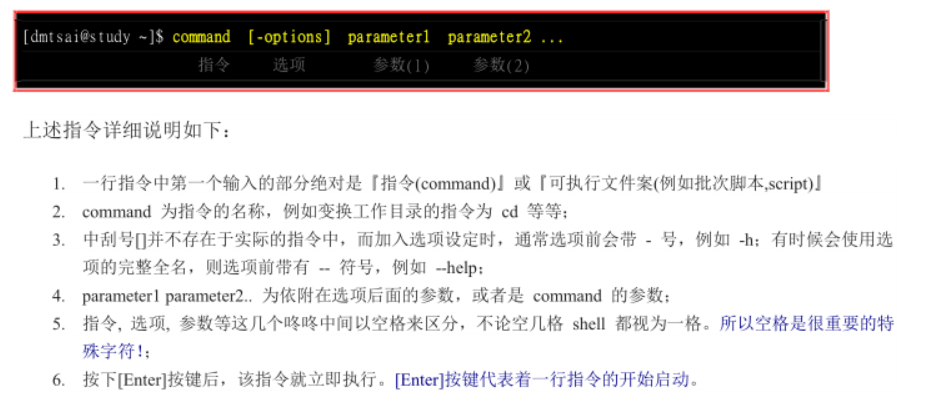 [dmtsai@study ~]$ command [-options] parameter1 parameter2 ...
指令 选项 参数(1) 参数(2)
上述指令详细说明如下：
1. 一行指令中第一个输入的部分绝对是『指令(command)』或『可执行文件案(例如批次脚本,script)』
2. command 为指令的名称，例如变换工作目录的指令为 cd 等等；
3. 中刮号[]并不存在于实际的指令中，而加入选项设定时，通常选项前会带 - 号，例如 -h；有时候会使用选
项的完整全名，则选项前带有 -- 符号，例如 --help；
4. parameter1 parameter2.. 为依附在选项后面的参数，或者是 command 的参数；
5. 指令, 选项, 参数等这几个咚咚中间以空格来区分，不论空几格 shell 都视为一格。所以空格是很重要的特
殊字符！；
6. 按下[Enter]按键后，该指令就立即执行。[Enter]按键代表着一行指令的开始启动。